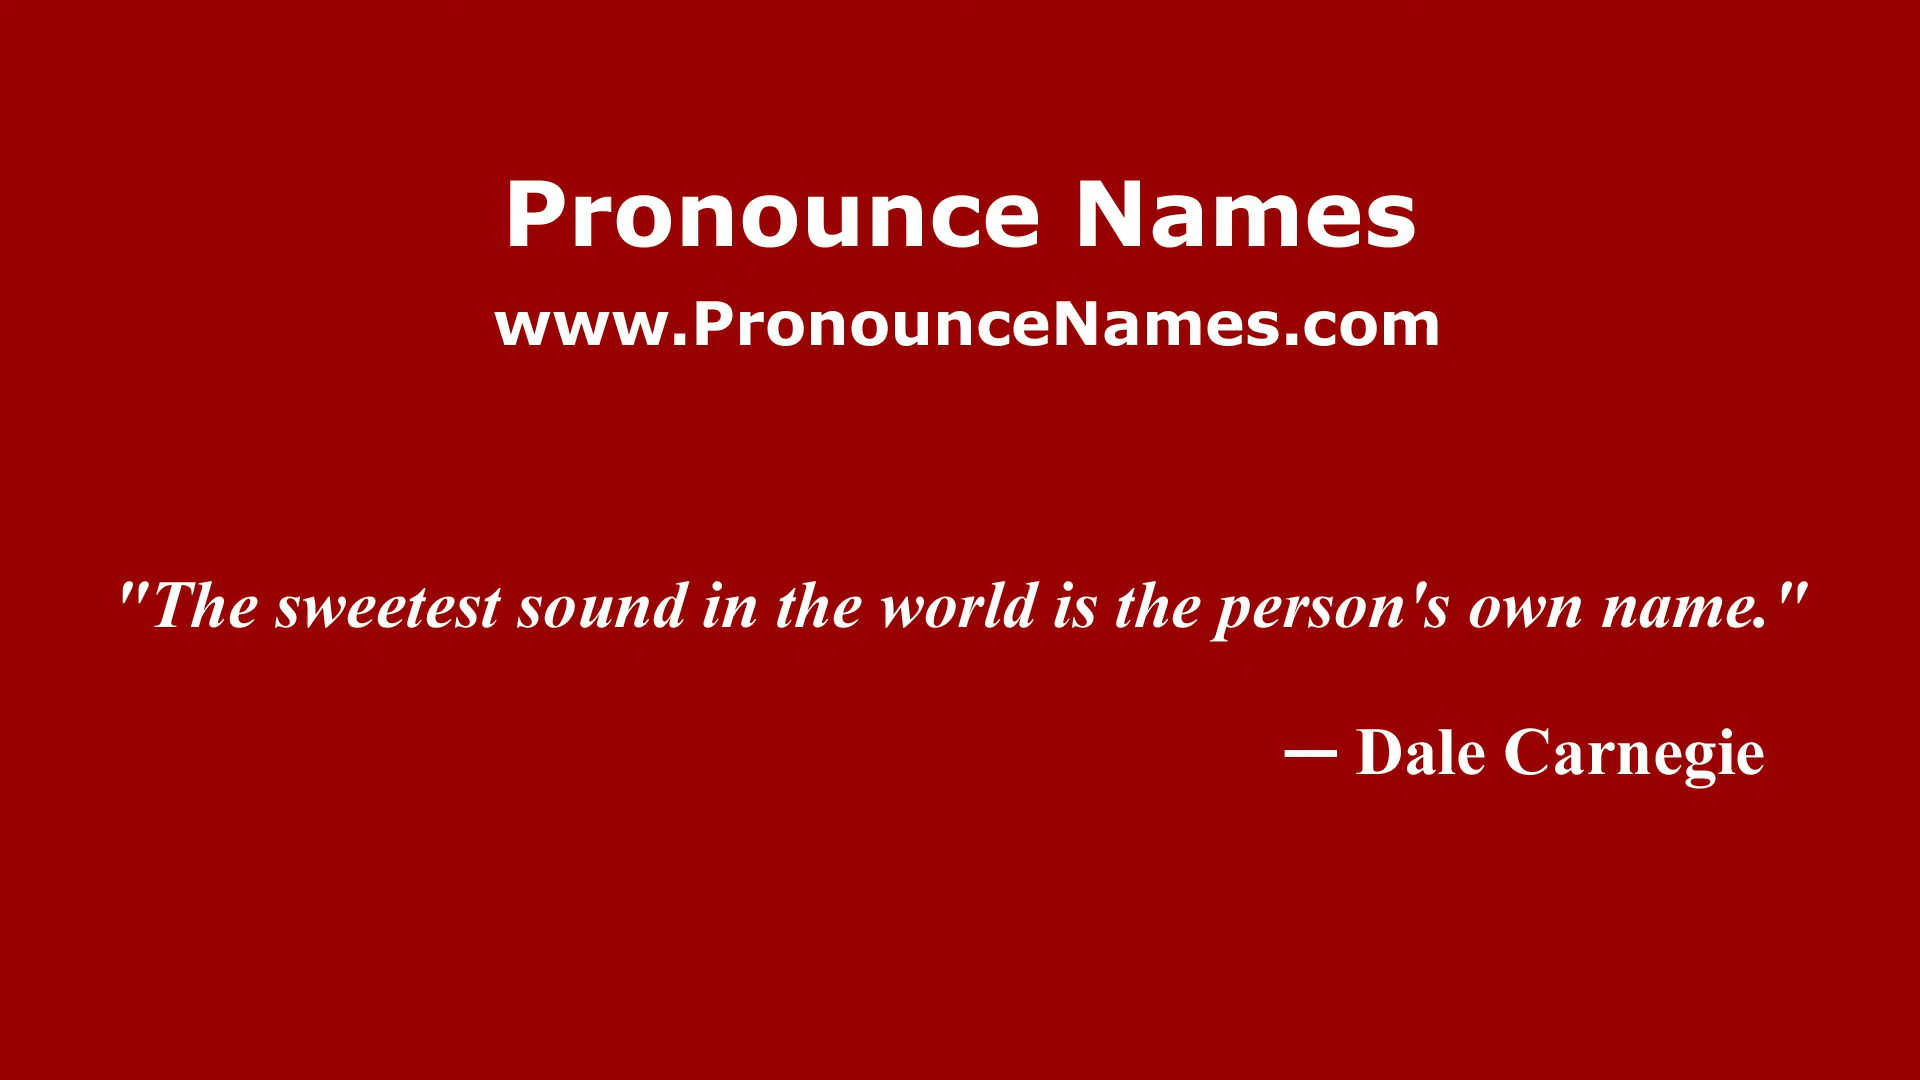 Pronounce Names
www.PronounceNames.com
"The sweetest sound in the world is the person's own name."
— Dale Carnegie